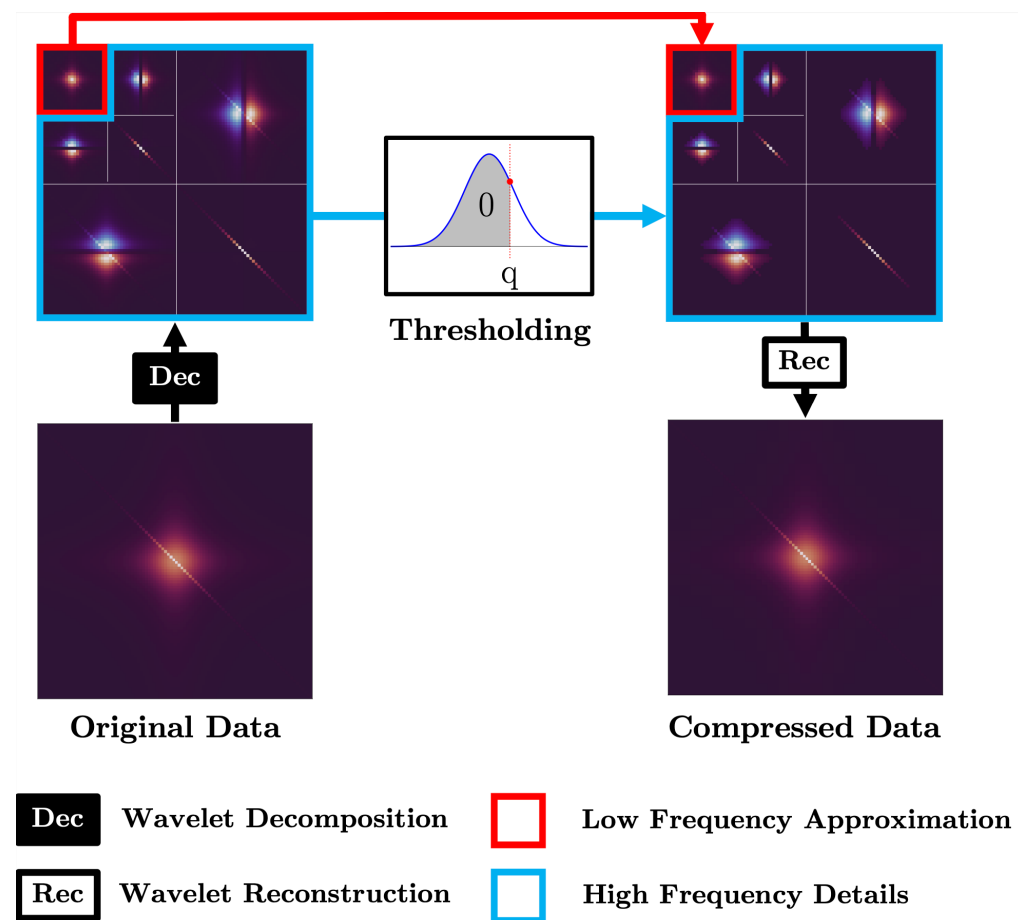 0
q
Thresholding
Dec
Rec
Original Data
Compressed Data
Dec Wavelet Decomposition
Low Frequency Approximation
Rec Wavelet Reconstruction
High Frequency Details